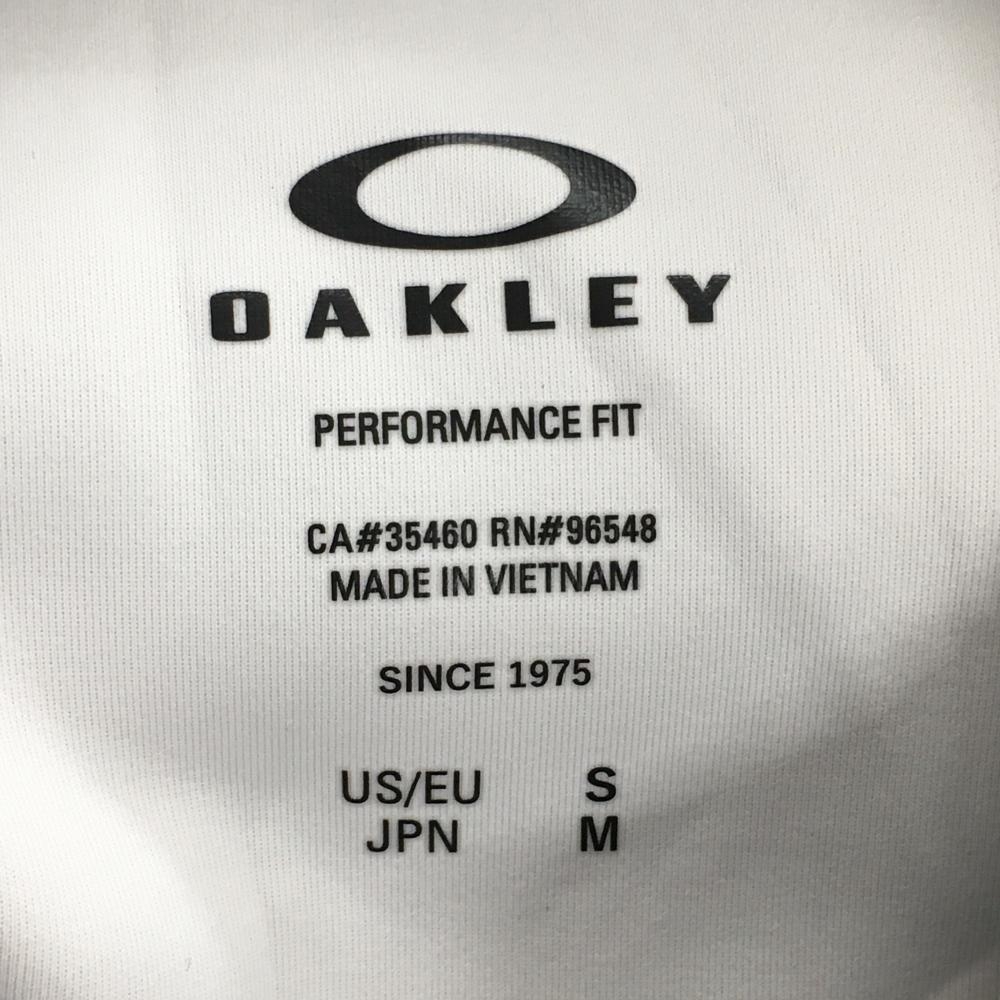 OAKLEY
PERFORMANCE FIT
CA#35460 RN#96548
MADE IN VIETNAM
SINCE 1975
US/EU S
JPN M